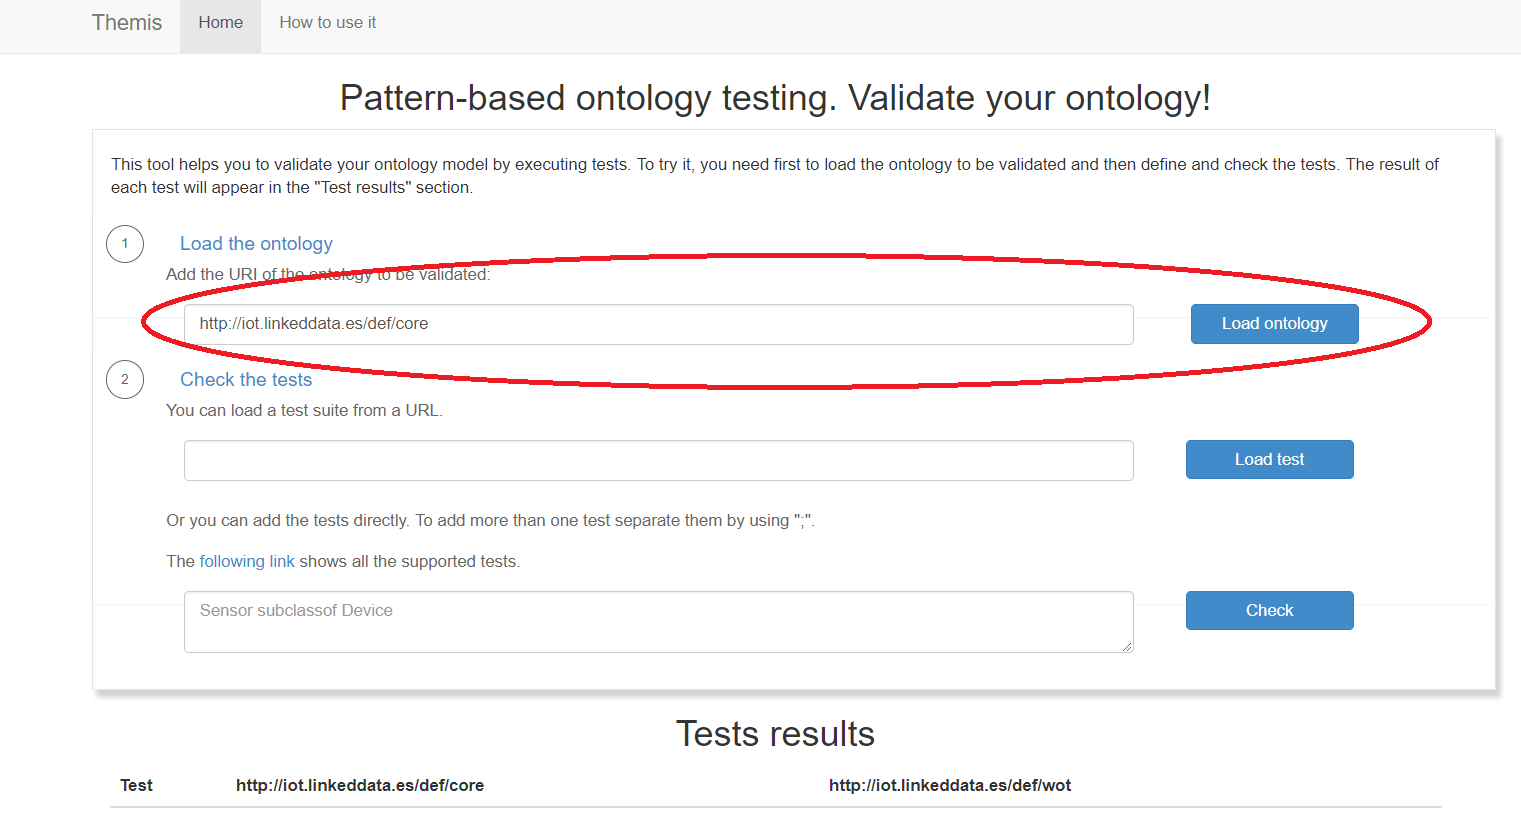 Themis Home How to use it
Pattern-based ontology testing. Validate your ontology!
This tool helps you to validate your ontology model by executing tests. To try it, you need first to load the ontology to be validated and then define and check the tests. The result of
each test will appear in the "Test results" section.
1 Load the ontology
Add the URI of the ontology to be validated:
http://iot.linkeddata.es/def/core Load ontology
2 Check the tests
You can load a test suite from a URL.
Load test
Or you can add the tests directly. To add more than one test separate them by using ";".
The following link shows all the supported tests.
Sensor subclassof Device Check
Tests results
Test http://iot.linkeddata.es/def/core http://iot.linkeddata.es/def/wot